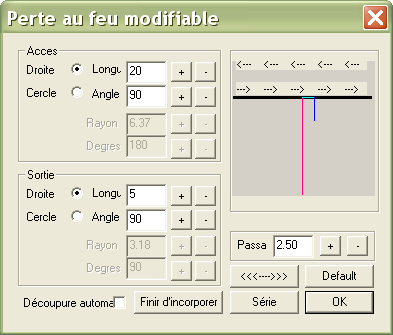 Perte au feu modifiable
Acces
Droite Longu 20 + -
Cercle Angle 90 + -
Rayon 6.37 + -
Degres 180 + -
Sortie
Droite Longu 5 + -
Cercle Angle 90 + -
Rayon 3.18 + -
Degres 90 + -
Découpure automa
Finir d'incorporer
<--- <--- <--- <--- <---
---> ---> ---> ---> --->
Passa 2.50 + -
<<<---->>> Default
Série OK